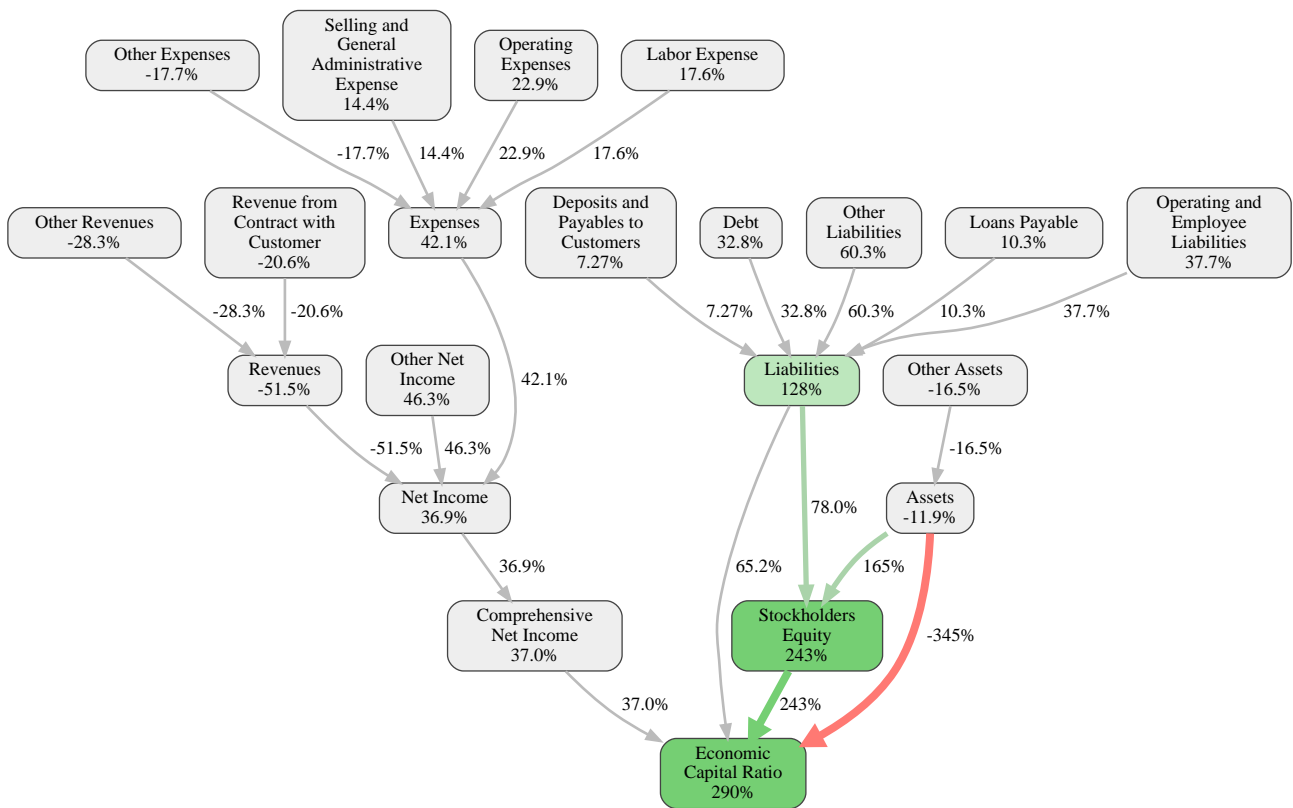 Other Expenses
-17.7%
Selling and
General
Administrative
Expense
14.4%
Operating
Expenses
22.9%
Labor Expense
17.6%
-17.7%
14.4%
22.9%
17.6%
Other Revenues
-28.3%
Revenue from
Contract with
Customer
-20.6%
Expenses
42.1%
Deposits and
Payables to
Customers
7.27%
Debt
32.8%
Other
Liabilities
60.3%
Loans Payable
10.3%
Operating and
Employee
Liabilities
37.7%
-28.3%
-20.6%
7.27%
32.8%
60.3%
10.3%
37.7%
Revenues
-51.5%
Other Net
Income
46.3%
42.1%
Liabilities
128%
Other Assets
-16.5%
-51.5%
46.3%
-16.5%
Net Income
36.9%
78.0%
Assets
-11.9%
36.9%
65.2%
165%
Comprehensive
Net Income
37.0%
Stockholders
Equity
243%
-345%
37.0%
243%
Economic
Capital Ratio
290%